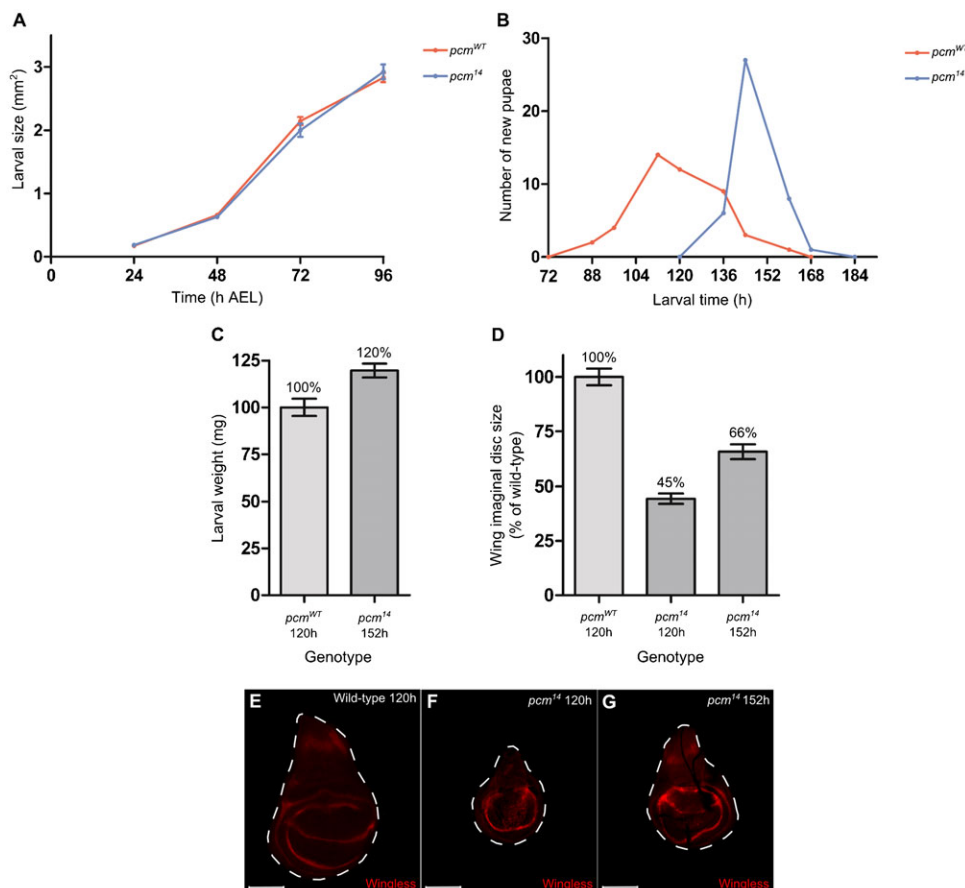 A
pcm^WT
pcm^14
Larval size (mm²)
3
2
1
0
0 24 48 72 96
Time (h AEL)
B
pcm^WT
pcm^14
Number of new pupae
30
20
10
0
72 88 104 120 136 152 168 184
Larval time (h)
C
Larval weight (mg)
125
100
75
50
25
0
100%
120%
pcm^WT pcm^14
120h 152h
Genotype
D
Wing imaginal disc size
(% of wild-type)
100
75
50
25
0
100%
45%
66%
pcm^WT pcm^14 pcm^14
120h 120h 152h
Genotype
E Wild-type 120h
Wingless
F pcm^14 120h
Wingless
G pcm^14 152h
Wingless